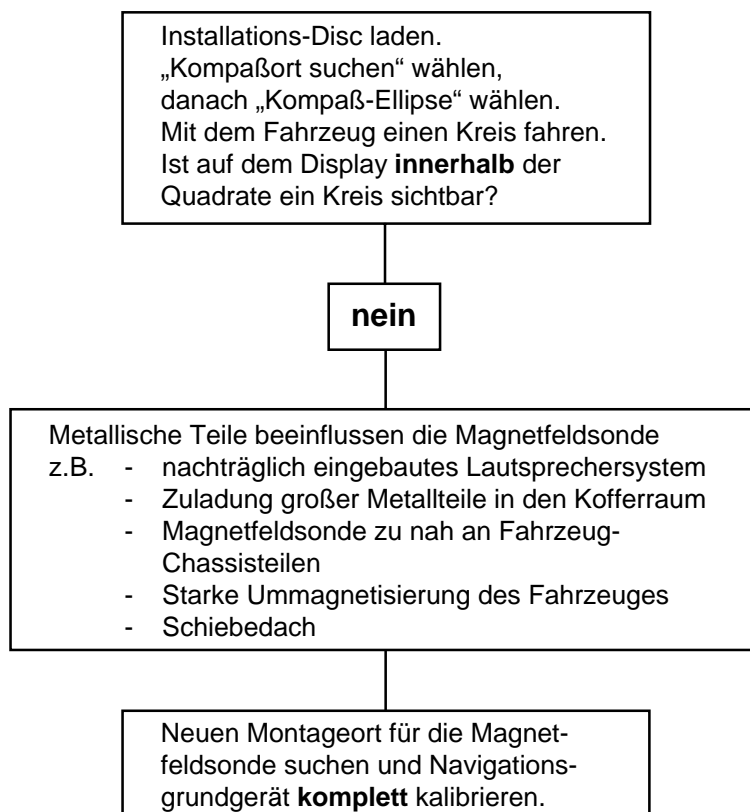 Installations-Disc laden.
„Kompaßort suchen“ wählen,
danach „Kompaß-Ellipse“ wählen.
Mit dem Fahrzeug einen Kreis fahren.
Ist auf dem Display innerhalb der
Quadrate ein Kreis sichtbar?
nein
Metallische Teile beeinflussen die Magnetfeldsonde
z.B. - nachträglich eingebautes Lautsprechersystem
- Zuladung großer Metallteile in den Kofferraum
- Magnetfeldsonde zu nah an Fahrzeug-
Chassisteilen
- Starke Ummagnetisierung des Fahrzeuges
- Schiebedach
Neuen Montageort für die Magnet-
feldsonde suchen und Navigations-
grundgerät komplett kalibrieren.